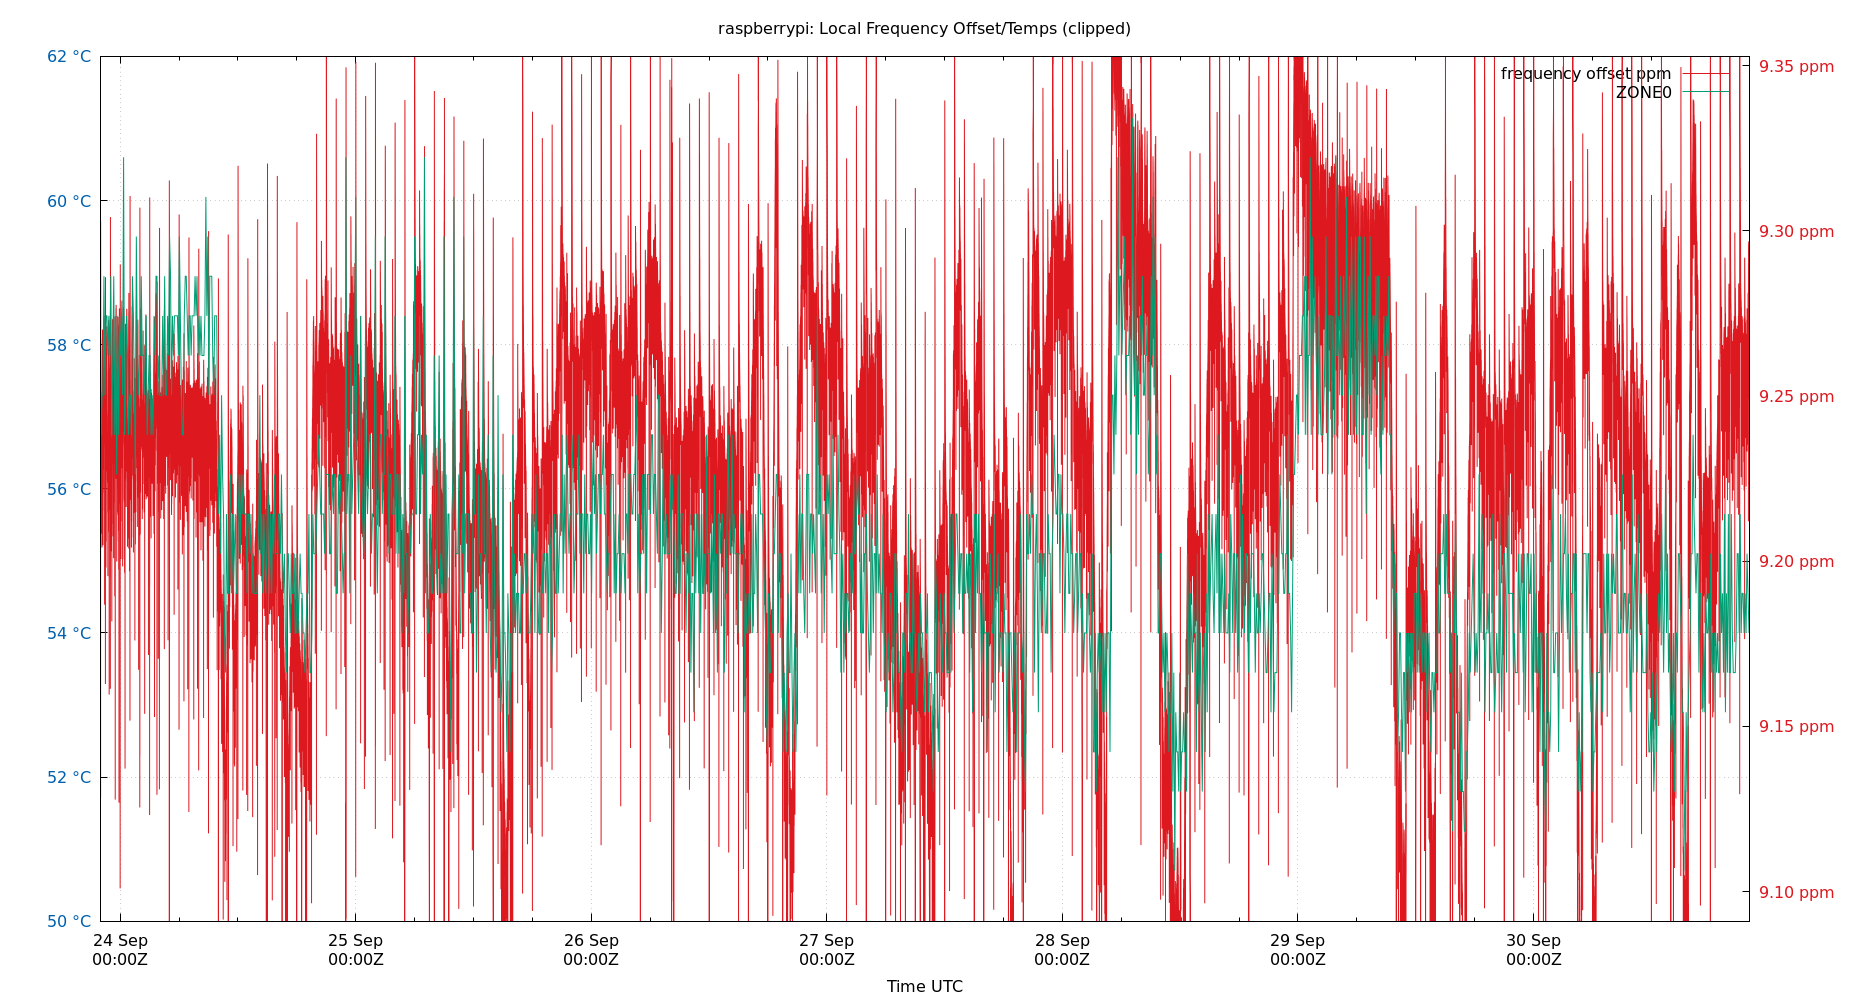 raspberrypi: Local Frequency Offset/Temps (clipped)
62 °C
60 °C
58 °C
56 °C
54 °C
52 °C
50 °C
frequency offset ppm
ZONE0
9.35 ppm
9.30 ppm
9.25 ppm
9.20 ppm
9.15 ppm
9.10 ppm
24 Sep 25 Sep 26 Sep 27 Sep 28 Sep 29 Sep 30 Sep
00:00Z 00:00Z 00:00Z 00:00Z 00:00Z 00:00Z 00:00Z
Time UTC